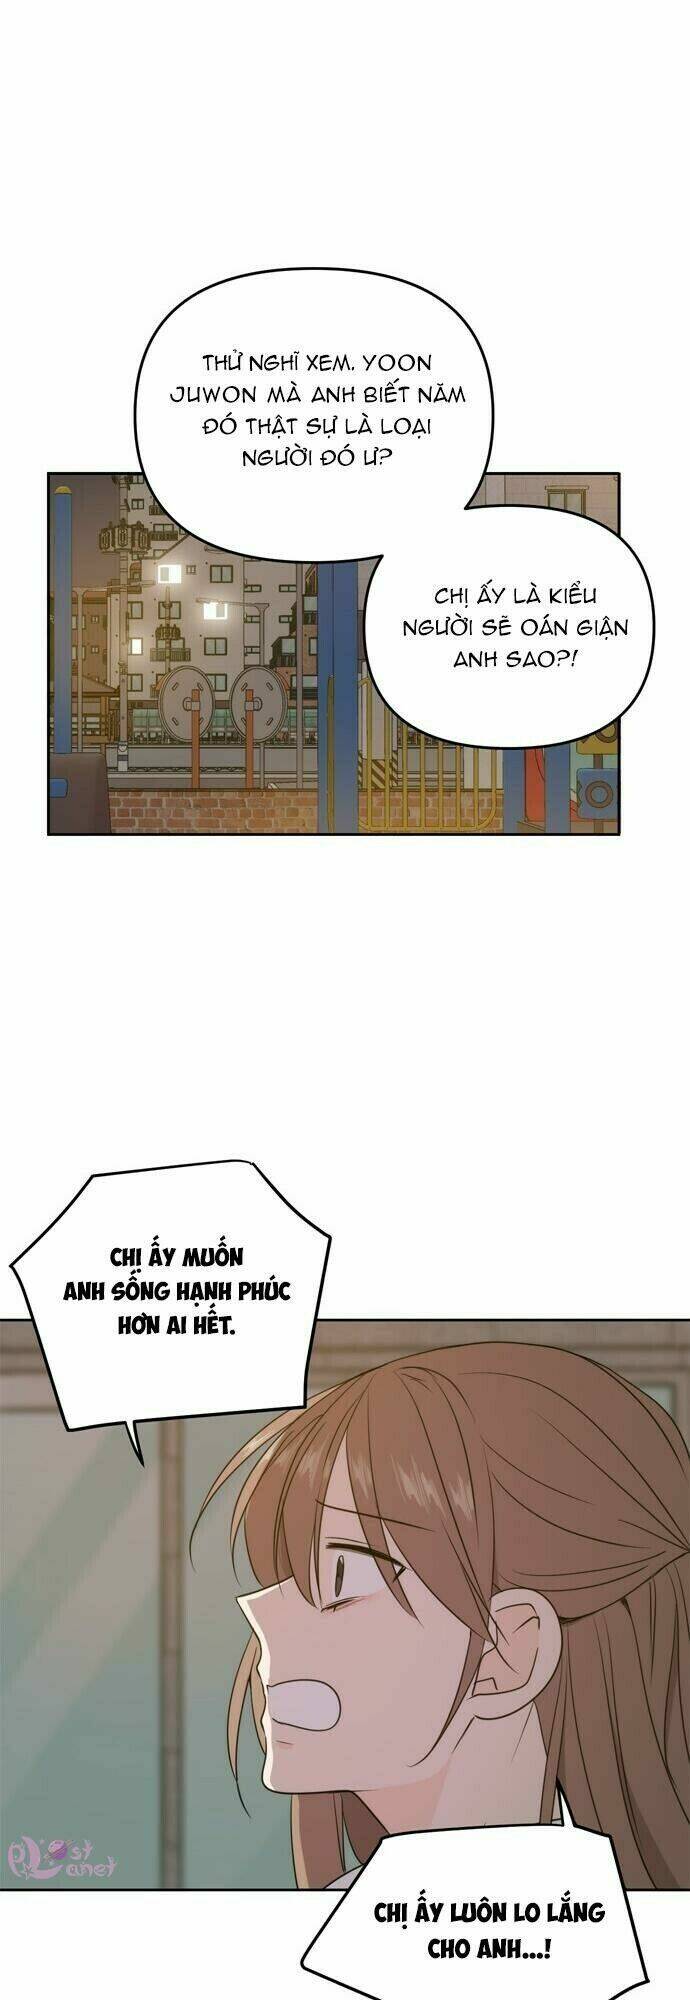 THỬ NGHĨ XEM. YOON
JUWON MÀ ANH BIẾT NĂM
ĐÓ THẬT SỰ LÀ LOẠI
NGƯỜI ĐÓ Ư?
CHỊ ẤY LÀ KIỂU
NGƯỜI SẼ OÁN GIẬN
ANH SAO?!
CHỊ ẤY MUỐN
ANH SỐNG HẠNH PHÚC
HƠN AI HẾT.
Lost
Planet
CHỊ ẤY LUÔN LO LẮNG
CHO ANH...!